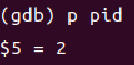 (gdb) p pid
$5 = 2